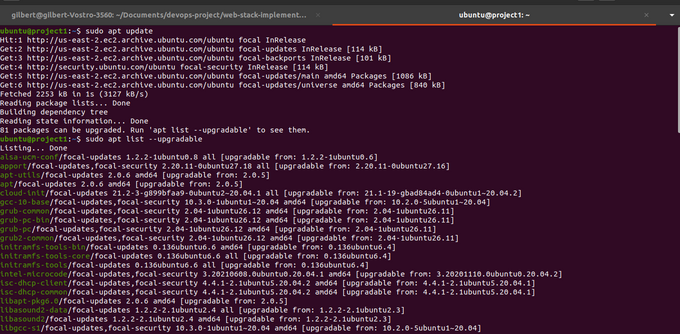 gilbert@gilbert-Vostro-3560: ~/Documents/devops-project/web-stack-implement...
ubuntu@project1: ~
ubuntu@project1:~$ sudo apt update
Hit:1 http://us-east-2.ec2.archive.ubuntu.com/ubuntu focal InRelease
Get:2 http://us-east-2.ec2.archive.ubuntu.com/ubuntu focal-updates InRelease [114 kB]
Get:3 http://us-east-2.ec2.archive.ubuntu.com/ubuntu focal-backports InRelease [101 kB]
Get:4 http://security.ubuntu.com/ubuntu focal-security InRelease [114 kB]
Get:5 http://us-east-2.ec2.archive.ubuntu.com/ubuntu focal-updates/main amd64 Packages [1086 kB]
Get:6 http://us-east-2.ec2.archive.ubuntu.com/ubuntu focal-updates/universe amd64 Packages [840 kB]
Fetched 2253 kB in 1s (3127 kB/s)
Reading package lists... Done
Building dependency tree
Reading state information... Done
81 packages can be upgraded. Run 'apt list --upgradable' to see them.
ubuntu@project1:~$ sudo apt list --upgradable
Listing... Done
alsa-ucm-conf/focal-updates 1.2.2-1ubuntu0.8 all [upgradable from: 1.2.2-1ubuntu0.6]
apport/focal-updates,focal-security 2.20.11-0ubuntu27.18 all [upgradable from: 2.20.11-0ubuntu27.16]
apt-utils/focal-updates 2.0.6 amd64 [upgradable from: 2.0.5]
apt/focal-updates 2.0.6 amd64 [upgradable from: 2.0.5]
cloud-init/focal-updates 21.2-3-g899bfaa9-0ubuntu2~20.04.1 all [upgradable from: 21.1-19-gbad84ad4-0ubuntu1~20.04.2]
gcc-10-base/focal-updates,focal-security 10.3.0-1ubuntu1~20.04 amd64 [upgradable from: 10.2.0-5ubuntu1~20.04]
grub-common/focal-updates 2.04-1ubuntu26.12 amd64 [upgradable from: 2.04-1ubuntu26.11]
grub-pc-bin/focal-updates 2.04-1ubuntu26.12 amd64 [upgradable from: 2.04-1ubuntu26.11]
grub-pc/focal-updates 2.04-1ubuntu26.12 amd64 [upgradable from: 2.04-1ubuntu26.11]
grub2-common/focal-updates 2.04-1ubuntu26.12 amd64 [upgradable from: 2.04-1ubuntu26.11]
initramfs-tools-bin/focal-updates 0.136ubuntu6.6 amd64 [upgradable from: 0.136ubuntu6.4]
initramfs-tools-core/focal-updates 0.136ubuntu6.6 all [upgradable from: 0.136ubuntu6.4]
initramfs-tools/focal-updates 0.136ubuntu6.6 all [upgradable from: 0.136ubuntu6.4]
intel-microcode/focal-updates,focal-security 3.20210608.0ubuntu0.20.04.1 amd64 [upgradable from: 3.20201110.0ubuntu0.20.04.2]
isc-dhcp-client/focal-updates,focal-security 4.4.1-2.1ubuntu5.20.04.2 amd64 [upgradable from: 4.4.1-2.1ubuntu5.20.04.1]
isc-dhcp-common/focal-updates,focal-security 4.4.1-2.1ubuntu5.20.04.2 amd64 [upgradable from: 4.4.1-2.1ubuntu5.20.04.1]
libapt-pkg6.0/focal-updates 2.0.6 amd64 [upgradable from: 2.0.5]
libasound2-data/focal-updates 1.2.2-2.1ubuntu2.4 all [upgradable from: 1.2.2-2.1ubuntu2.3]
libasound2/focal-updates 1.2.2-2.1ubuntu2.4 amd64 [upgradable from: 1.2.2-2.1ubuntu2.3]
libgcc-s1/focal-updates,focal-security 10.3.0-1ubuntu1~20.04 amd64 [upgradable from: 10.2.0-5ubuntu1~20.04]